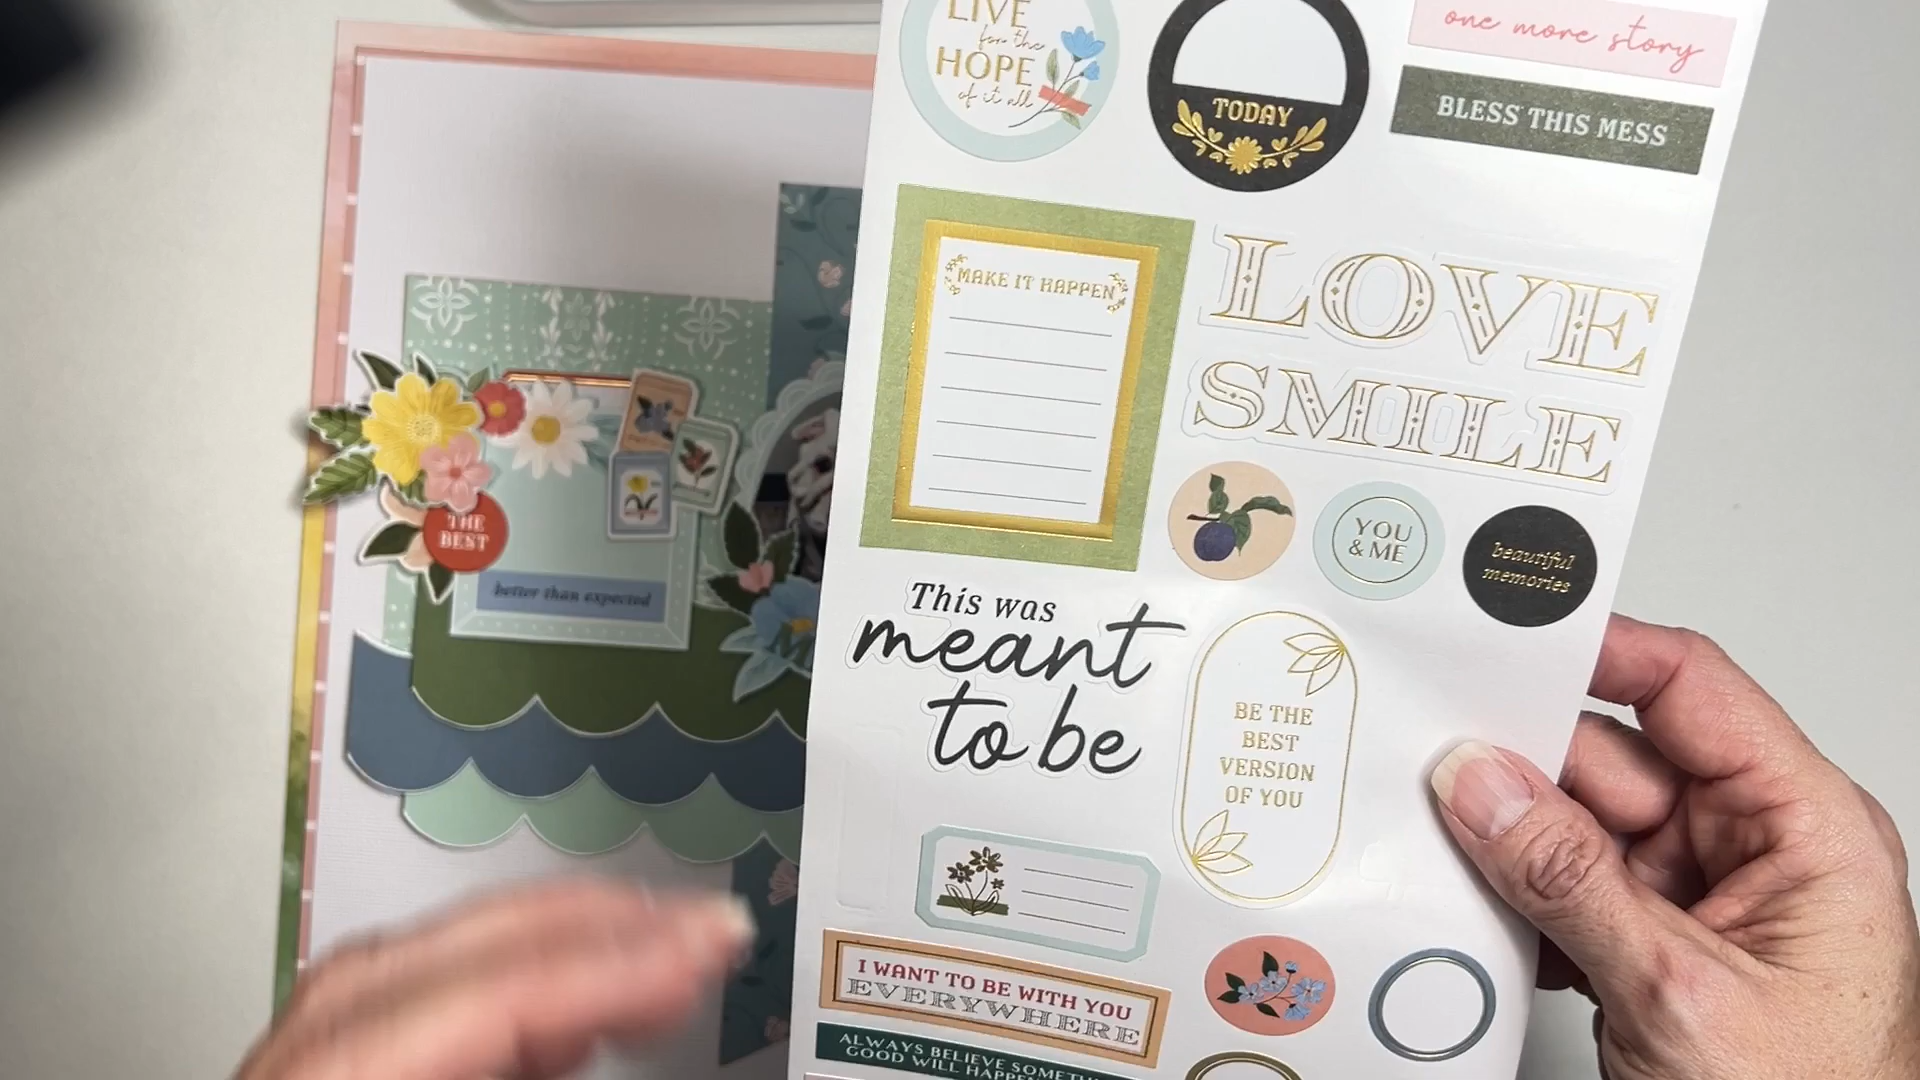 LIVE
for the
HOPE
of it all
TODAY
one more story
BLESS THIS MESS
MAKE IT HAPPEN
LOVE
SMILE
YOU
& ME
beautiful
memories
This was
meant
to be
BE THE
BEST
VERSION
OF YOU
I WANT TO BE WITH YOU
EVERYWHERE
ALWAYS BELIEVE
GOOD WILL
THE
BEST
better than expected